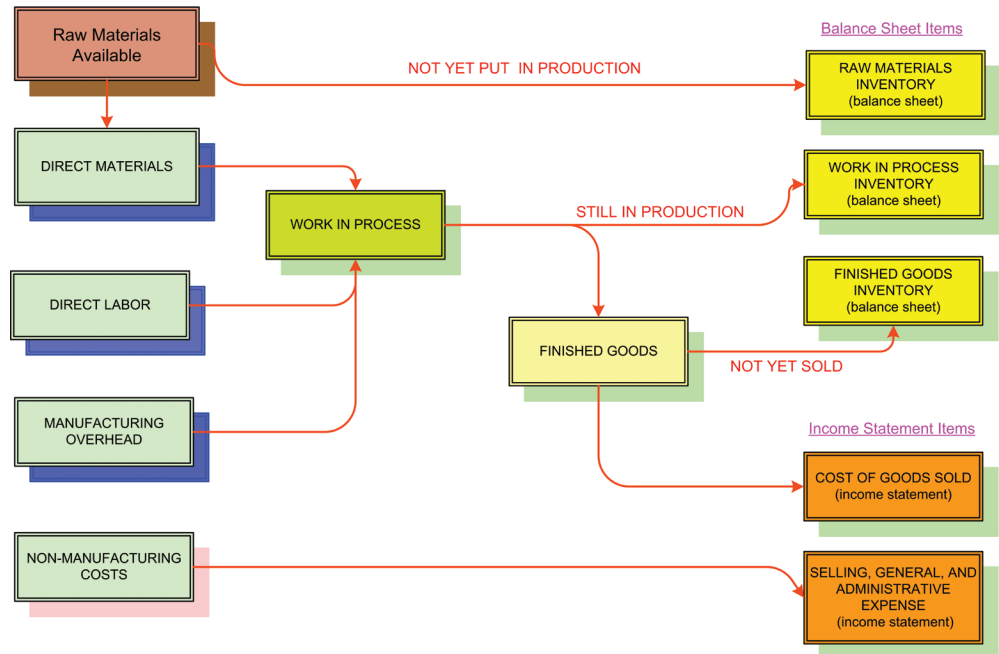 Raw Materials
Available
Balance Sheet Items
NOT YET PUT IN PRODUCTION
RAW MATERIALS
INVENTORY
(balance sheet)
DIRECT MATERIALS
WORK IN PROCESS
STILL IN PRODUCTION
WORK IN PROCESS
INVENTORY
(balance sheet)
DIRECT LABOR
FINISHED GOODS
NOT YET SOLD
FINISHED GOODS
INVENTORY
(balance sheet)
MANUFACTURING
OVERHEAD
Income Statement Items
COST OF GOODS SOLD
(income statement)
NON-MANUFACTURING
COSTS
SELLING, GENERAL, AND
ADMINISTRATIVE
EXPENSE
(income statement)